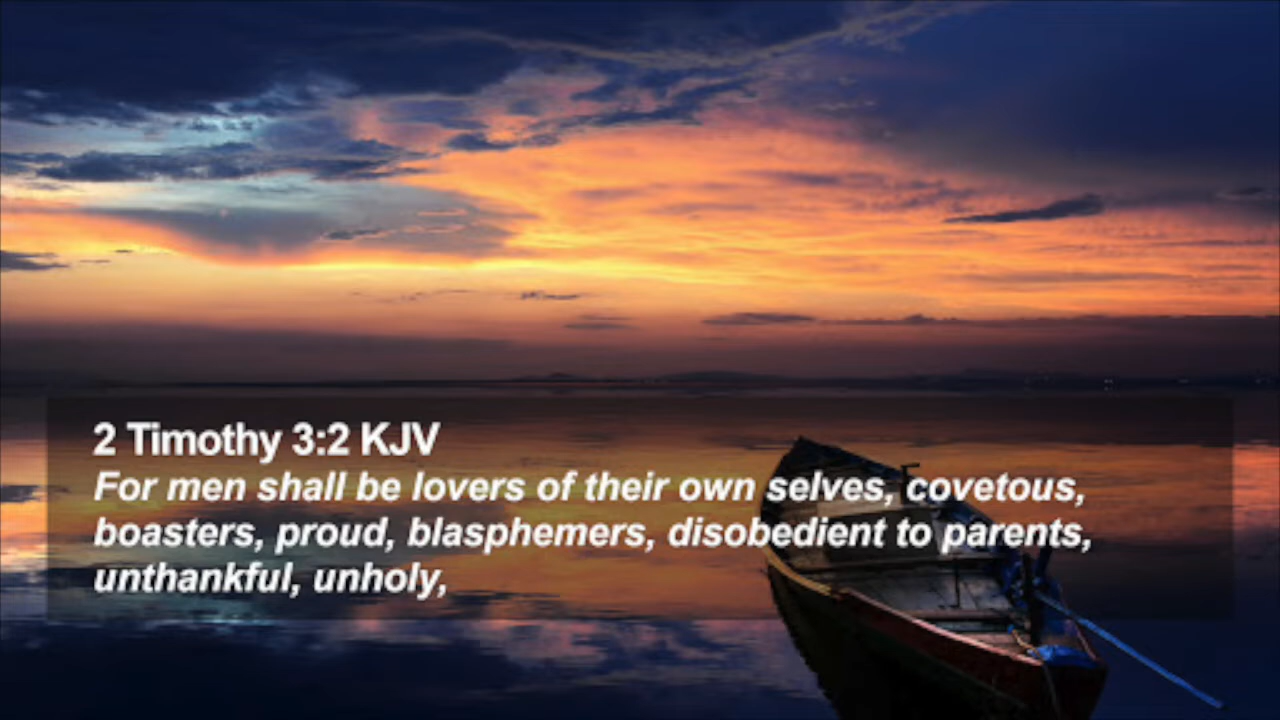 2 Timothy 3:2 KJV
For men shall be lovers of their own selves, covetous,
boasters, proud, blasphemers, disobedient to parents,
unthankful, unholy,